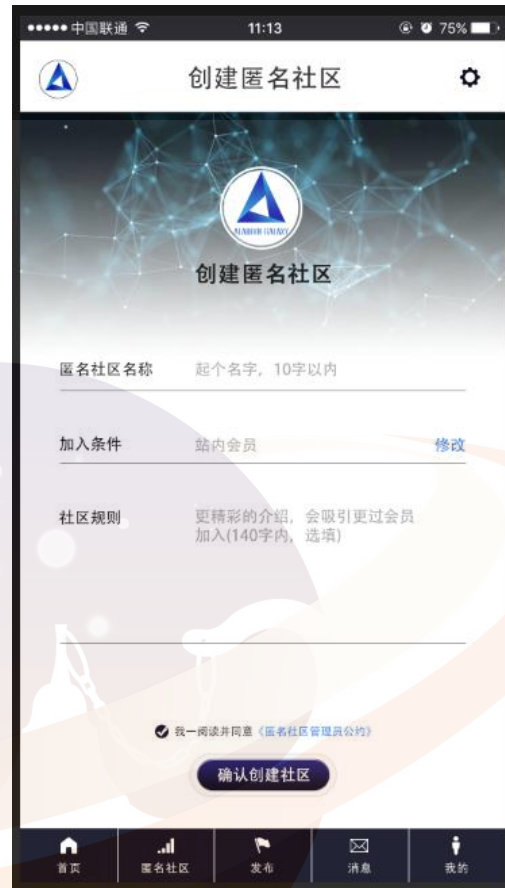 中国联通 11:13 75%
创建匿名社区
创建匿名社区
匿名社区名称 起个名字, 10字以内
加入条件 站内会员 修改
社区规则 更精彩的介绍, 会吸引更过会员
加入(140字内, 选填)
我一阅读并同意《匿名社区管理员公约》
确认创建社区
首页 匿名社区 发布 消息 我的